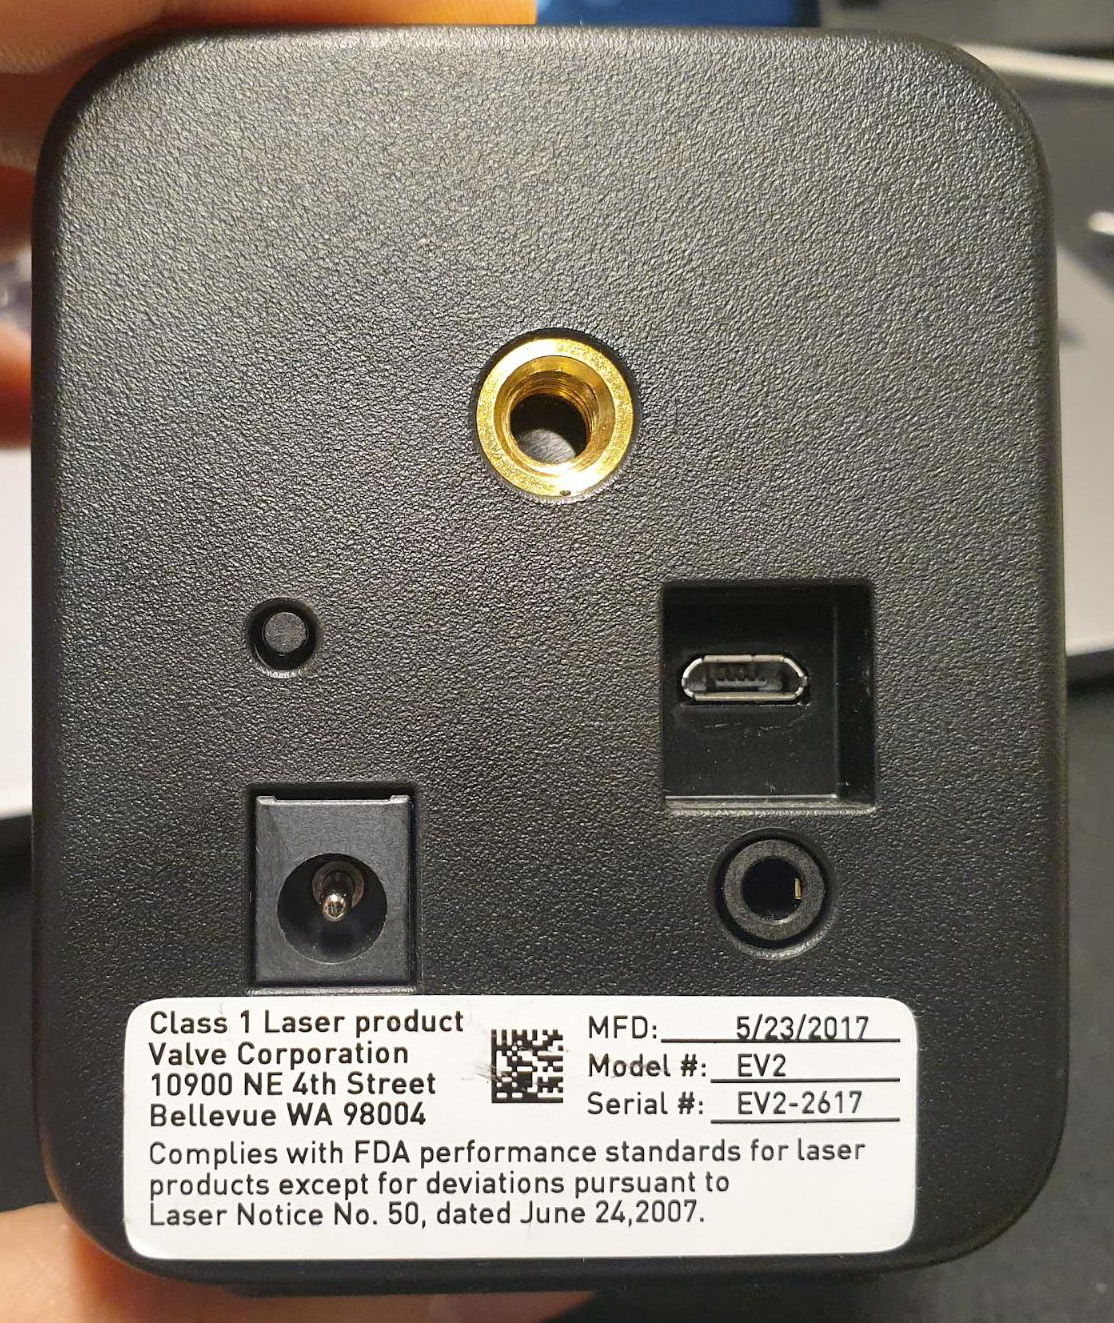 Class 1 Laser product
Valve Corporation
10900 NE 4th Street
Bellevue WA 98004
MFD: 5/23/2017
Model #: EV2
Serial #: EV2-2617
Complies with FDA performance standards for laser
products except for deviations pursuant to
Laser Notice No. 50, dated June 24,2007.